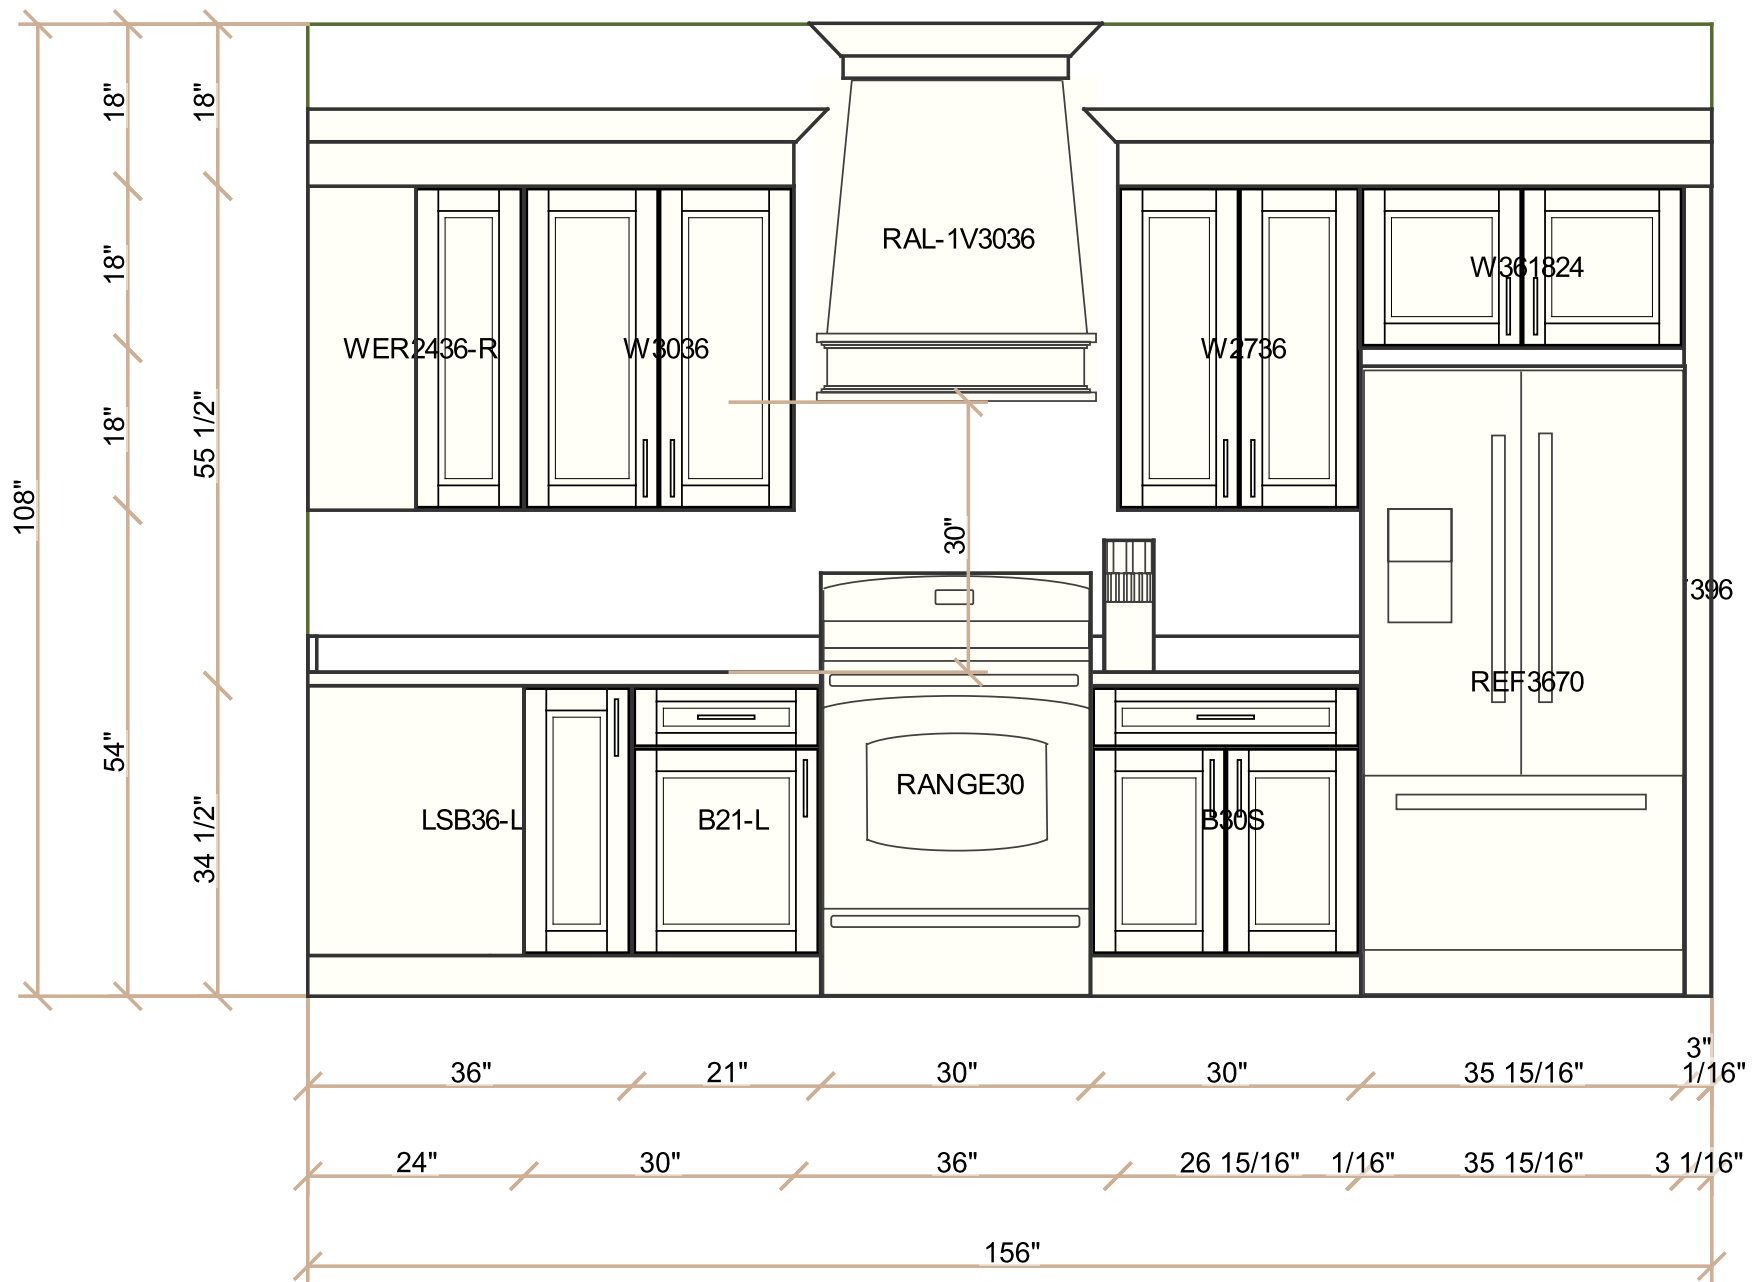 18"
18"
18"
18"
55 1/2"
18"
108"
54"
34 1/2"
RAL-1V3036
W361824
WER2436-R
W3036
W2736
30"
396
REF3670
RANGE30
LSB36-L
B21-L
B30S
3"
36"
21"
30"
30"
35 15/16"
1/16"
24"
30"
36"
26 15/16"
1/16"
35 15/16"
3 1/16"
156"